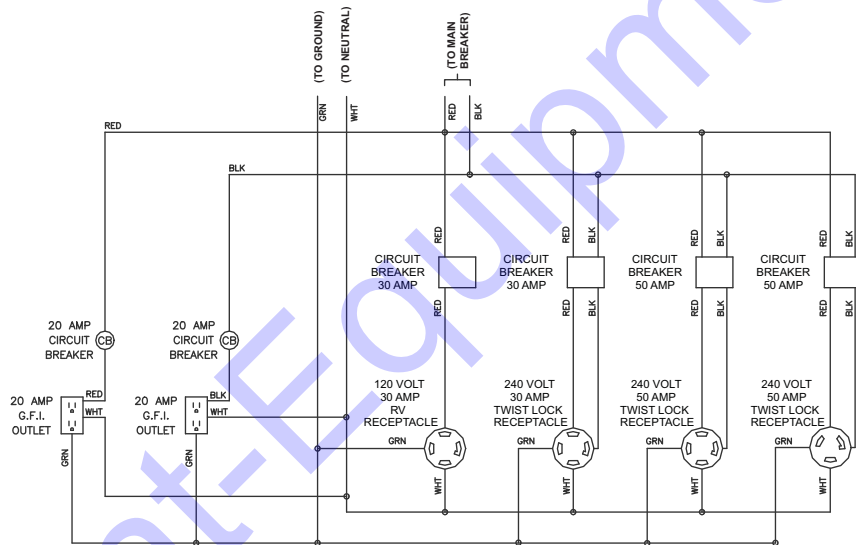 (TO GROUND)
(TO NEUTRAL)
(TO MAIN
BREAKER)
GRN
WHT
RED
BLK
RED
BLK
RED
RED
BLK
RED
BLK
RED
BLK
CIRCUIT
BREAKER
30 AMP
CIRCUIT
BREAKER
30 AMP
CIRCUIT
BREAKER
50 AMP
CIRCUIT
BREAKER
50 AMP
RED
RED
BLK
RED
BLK
RED
BLK
20 AMP
CIRCUIT
BREAKER
CB
20 AMP
CIRCUIT
BREAKER
CB
20 AMP
G.F.I.
OUTLET
RED
WHT
GRN
20 AMP
G.F.I.
OUTLET
BLK
WHT
GRN
120 VOLT
30 AMP
RV
RECEPTACLE
GRN
WHT
240 VOLT
30 AMP
TWIST LOCK
RECEPTACLE
GRN
WHT
240 VOLT
50 AMP
TWIST LOCK
RECEPTACLE
GRN
WHT
240 VOLT
50 AMP
TWIST LOCK
RECEPTACLE
GRN
WHT
nt-Equipme